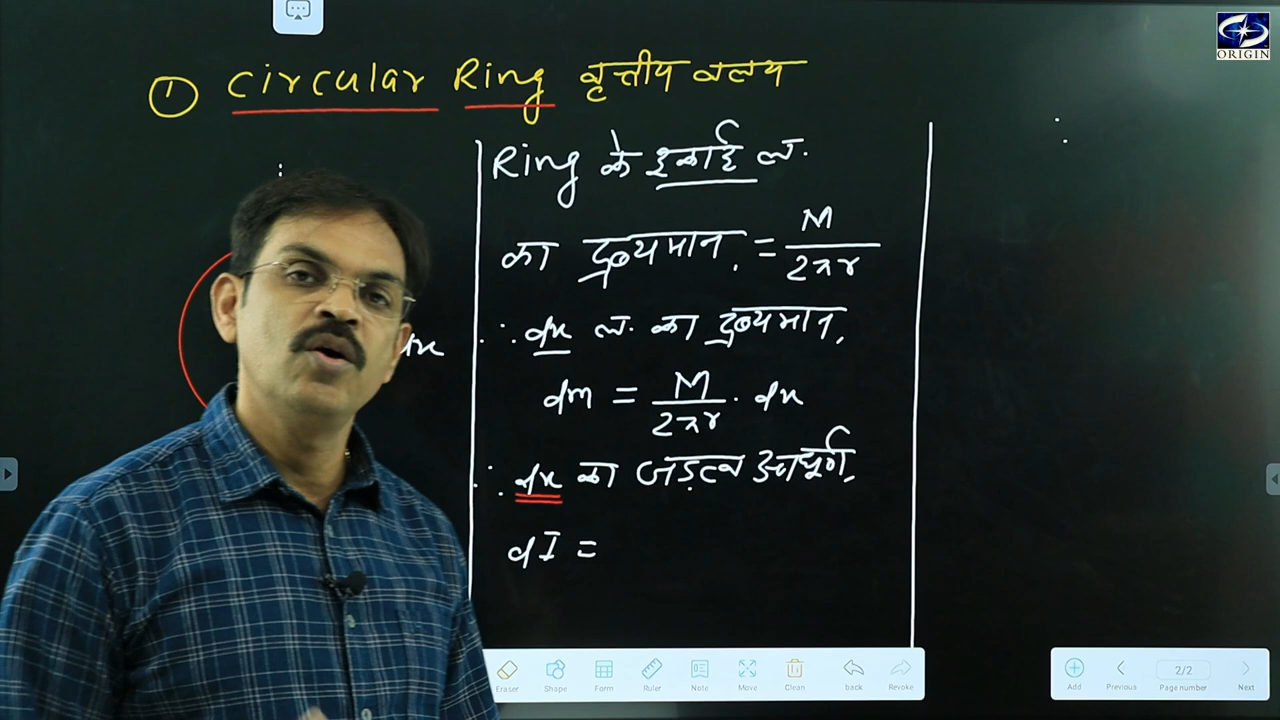 ① Circular Ring वृत्तीय वलय
Ring के इकाई ल.
का द्रव्यमान, = M/2πr
∴ dx ल. का द्रव्यमान,
dm = M/2πr . dx
∴ dx का जड़त्व आघूर्ण,
dI =
dx
ORIGIN
Eraser Shape Form Ruler Note Move Clean back Revoke
Add Previous 2/2 Page number Next